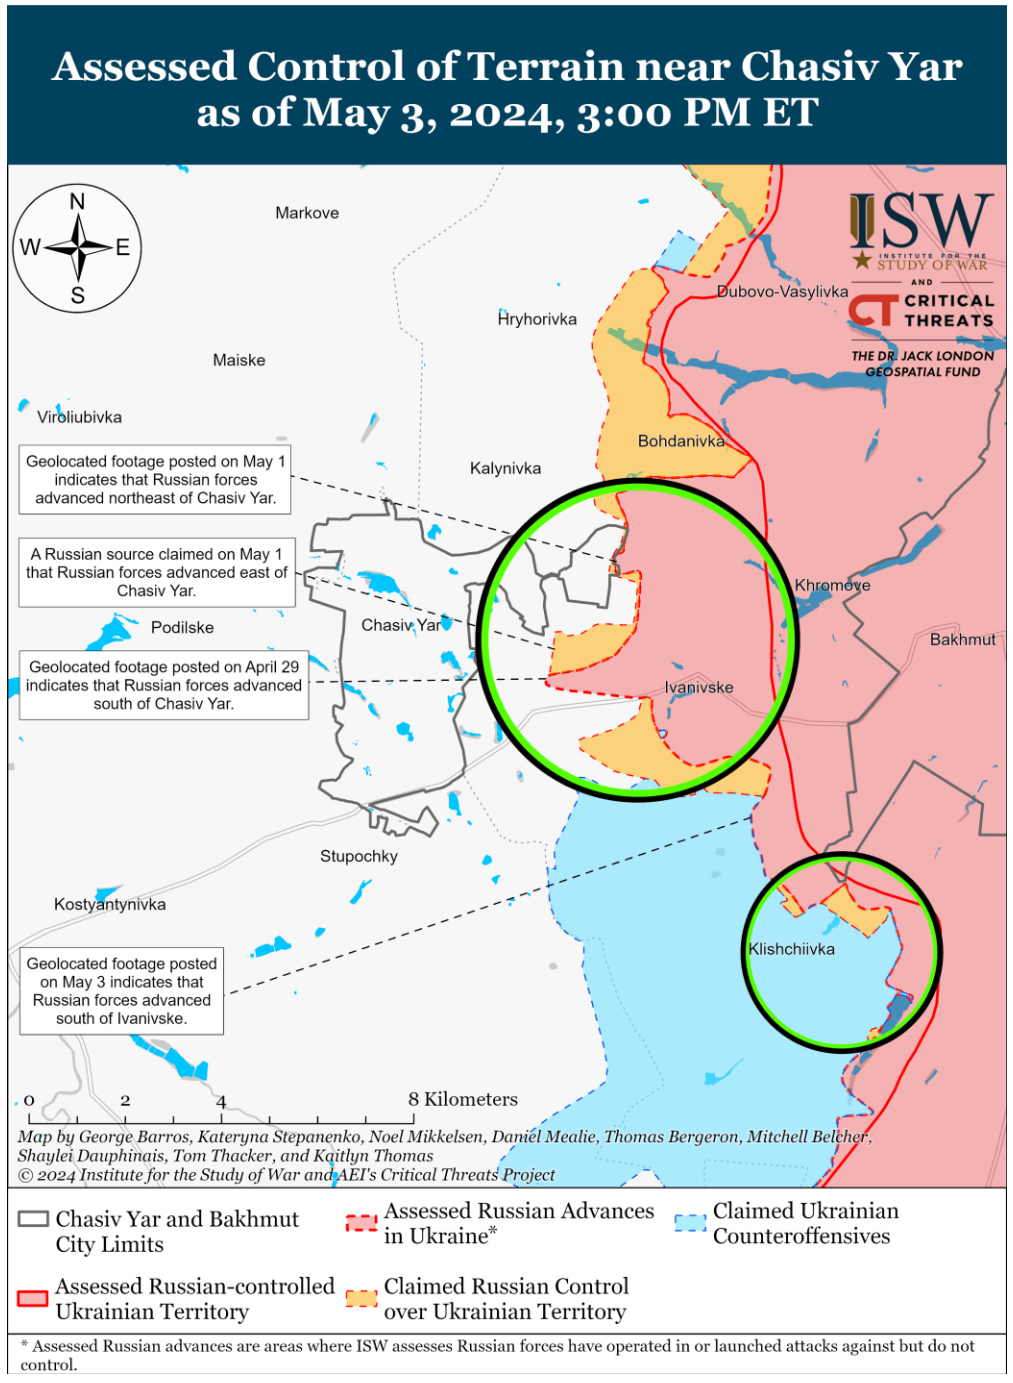 Assessed Control of Terrain near Chasiv Yar
as of May 3, 2024, 3:00 PM ET
N
W
E
S
Markove
ISW
INSTITUTE FOR THE
STUDY OF WAR
AND
CT CRITICAL
THREATS
THE DR. JACK LONDON
GEOSPATIAL FUND
Dubovo-Vasylivka
Hryhorivka
Maiske
Viroliubivka
Bohdanivka
Kalynivka
Geolocated footage posted on May 1
indicates that Russian forces
advanced northeast of Chasiv Yar.
A Russian source claimed on May 1
that Russian forces advanced east of
Chasiv Yar.
Khromove
Podilske
Chasiv Yar
Bakhmut
Geolocated footage posted on April 29
indicates that Russian forces advanced
south of Chasiv Yar.
Ivanivske
Stupochky
Kostyantynivka
Klishchiivka
Geolocated footage posted
on May 3 indicates that
Russian forces advanced
south of Ivanivske.
0 2 4 8 Kilometers
Map by George Barros, Kateryna Stepanenko, Noel Mikkelsen, Daniel Mealie, Thomas Bergeron, Mitchell Belcher,
Shaylei Dauphinais, Tom Thacker, and Kaitlyn Thomas
© 2024 Institute for the Study of War and AEI's Critical Threats Project
Chasiv Yar and Bakhmut
City Limits
Assessed Russian Advances
in Ukraine*
Claimed Ukrainian
Counteroffensives
Assessed Russian-controlled
Ukrainian Territory
Claimed Russian Control
over Ukrainian Territory
* Assessed Russian advances are areas where ISW assesses Russian forces have operated in or launched attacks against but do not
control.